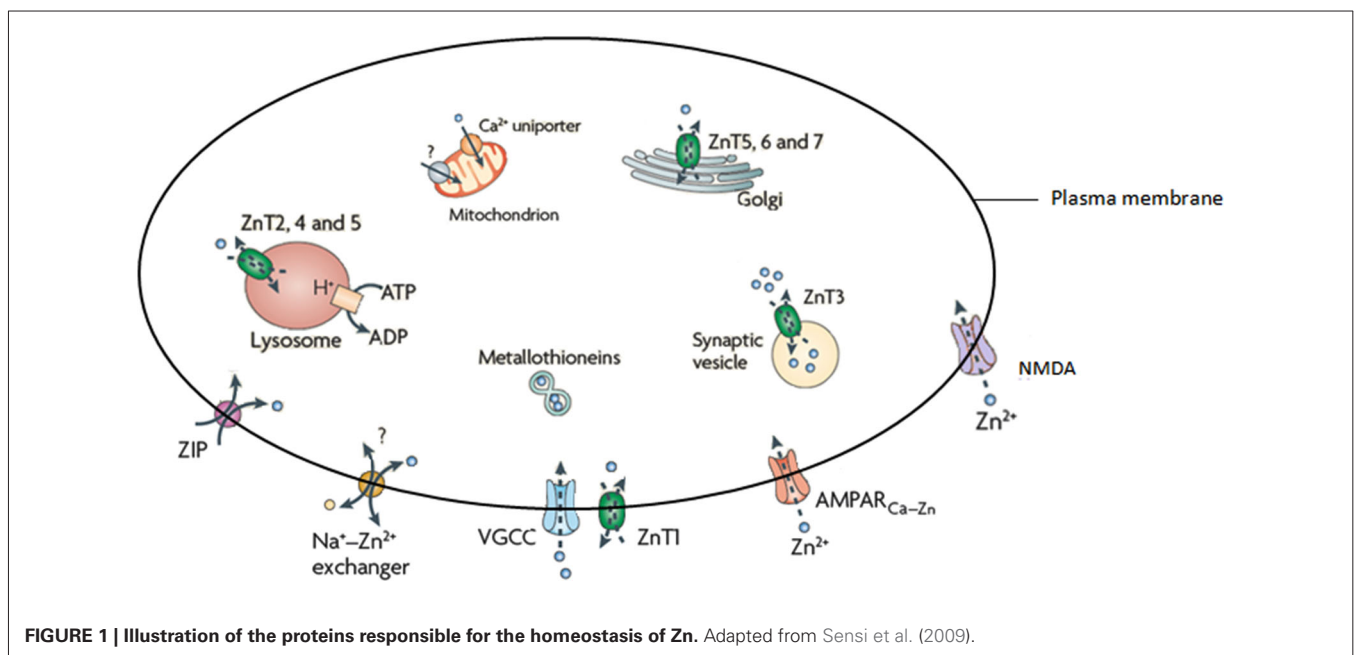 Ca²⁺ uniporter
?
Mitochondrion
ZnT5, 6 and 7
Golgi
Plasma membrane
ZnT2, 4 and 5
H⁺
ATP
ADP
Lysosome
ZnT3
Synaptic
vesicle
Metallothioneins
NMDA
Zn²⁺
ZIP
?
Na⁺–Zn²⁺
exchanger
VGCC
ZnT1
AMPAR Ca–Zn
Zn²⁺
FIGURE 1 | Illustration of the proteins responsible for the homeostasis of Zn. Adapted from Sensi et al. (2009).